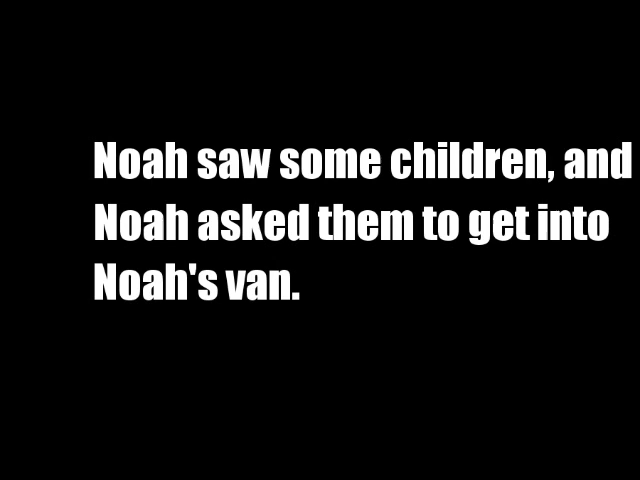 Noah saw some children, and
Noah asked them to get into
Noah's van.